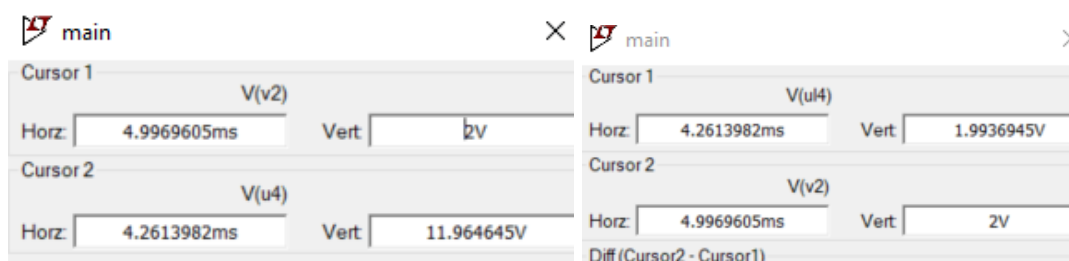 main
Cursor 1
V(v2)
Horz: 4.9969605ms Vert: 2V
Cursor 2
V(u4)
Horz: 4.2613982ms Vert: 11.964645V
main
Cursor 1
V(ul4)
Horz: 4.2613982ms Vert: 1.9936945V
Cursor 2
V(v2)
Horz: 4.9969605ms Vert: 2V
Diff (Cursor2 - Cursor1)